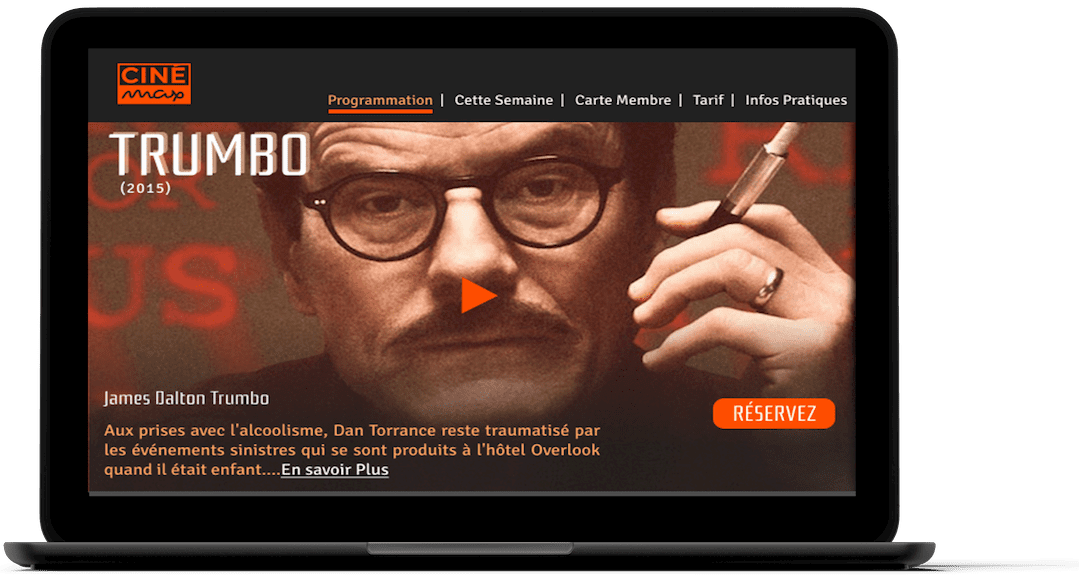 CINÉ
max
Programmation | Cette Semaine | Carte Membre | Tarif | Infos Pratiques
TRUMBO
(2015)
James Dalton Trumbo
Aux prises avec l'alcoolisme, Dan Torrance reste traumatisé par
les événements sinistres qui se sont produits à l'hôtel Overlook
quand il était enfant....En savoir Plus
RÉSERVEZ